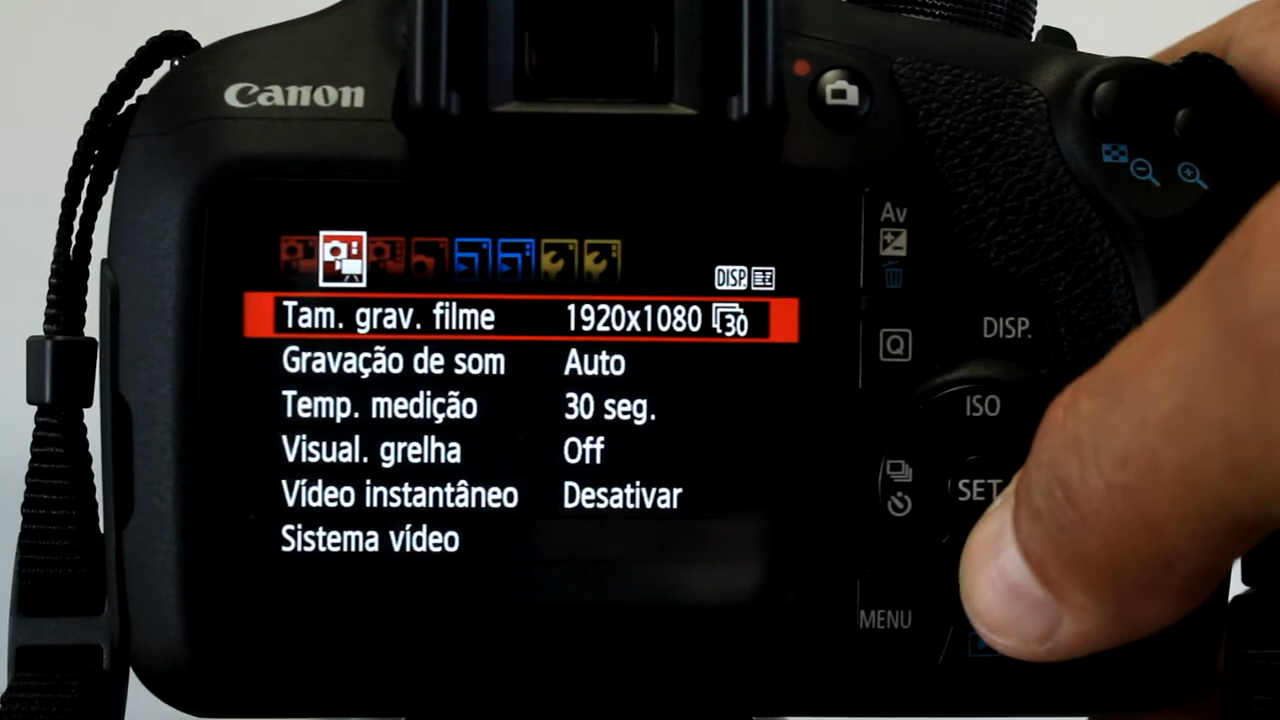 Canon
Av
DISP.
Tam. grav. filme 1920x1080 30
Gravação de som Auto
Temp. medição 30 seg.
Visual. grelha Off
Vídeo instantâneo Desativar
Sistema vídeo
Q
DISP.
ISO
SET
MENU